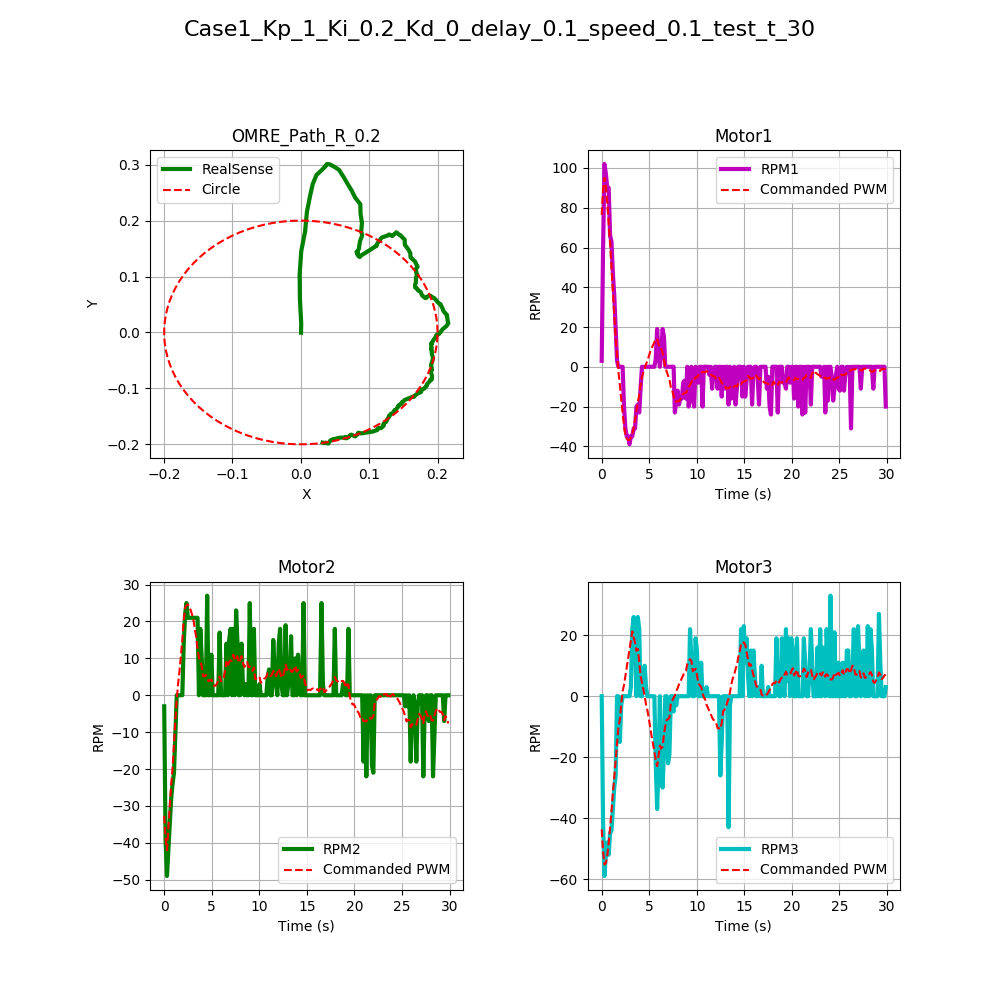 Case1_Kp_1_Ki_0.2_Kd_0_delay_0.1_speed_0.1_test_t_30
OMRE_Path_R_0.2
RealSense
Circle
0.3
0.2
0.1
0.0
−0.1
−0.2
Y
−0.2 −0.1 0.0 0.1 0.2
X
Motor1
RPM1
Commanded PWM
100
80
60
40
20
0
−20
−40
RPM
0 5 10 15 20 25 30
Time (s)
Motor2
30
20
10
0
−10
−20
−30
−40
−50
RPM
RPM2
Commanded PWM
0 5 10 15 20 25 30
Time (s)
Motor3
20
0
−20
−40
−60
RPM
RPM3
Commanded PWM
0 5 10 15 20 25 30
Time (s)